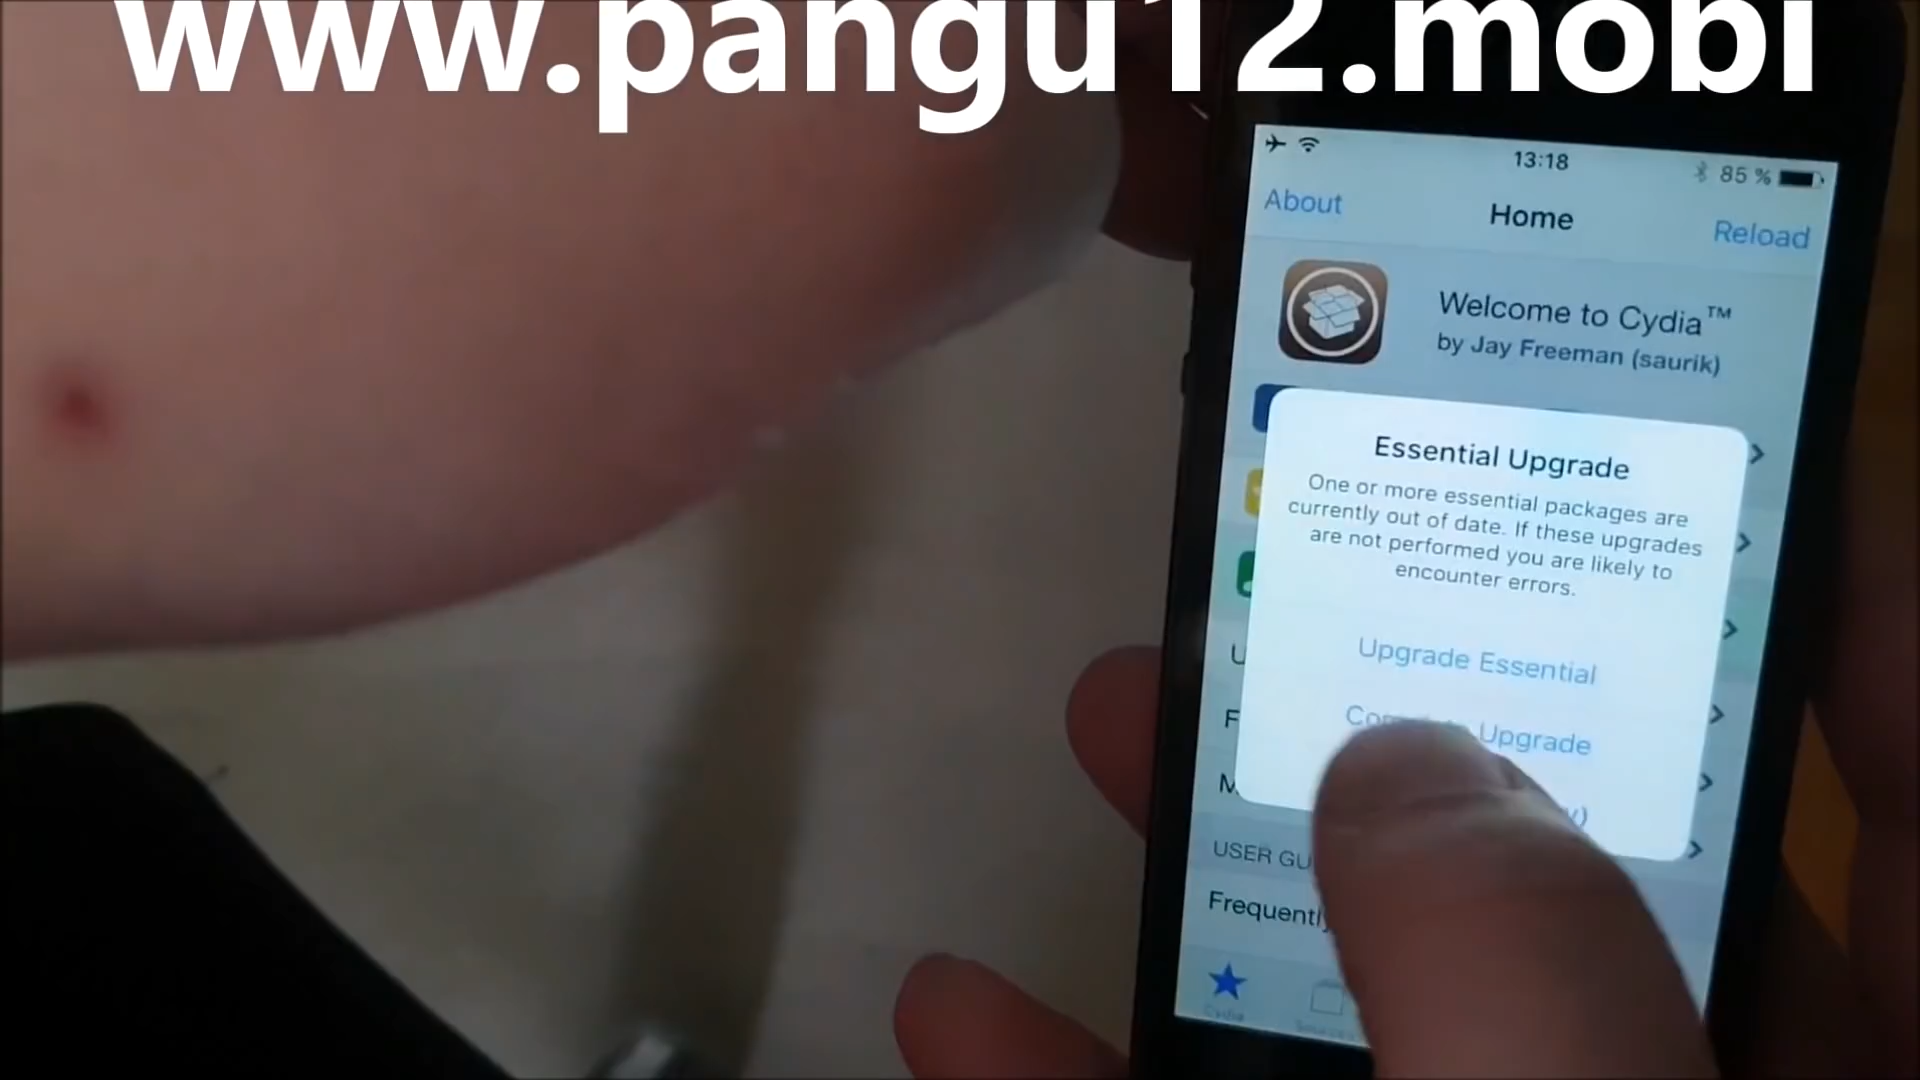 www.pangu12.mobi
13:18
85 %
About
Home
Reload
Welcome to Cydia™
by Jay Freeman (saurik)
Essential Upgrade
One or more essential packages are
currently out of date. If these upgrades
are not performed you are likely to
encounter errors.
Upgrade Essential
Upgrade
USER GU
Frequently
Cydia